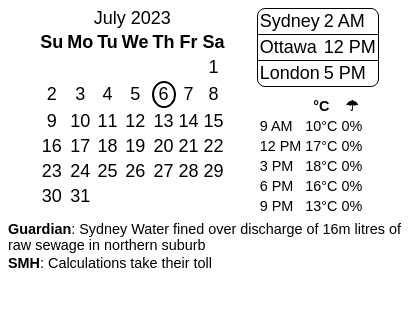 July 2023
Su Mo Tu We Th Fr Sa
1
2 3 4 5 6 7 8
9 10 11 12 13 14 15
16 17 18 19 20 21 22
23 24 25 26 27 28 29
30 31
Sydney 2 AM
Ottawa 12 PM
London 5 PM
°C ☂
9 AM 10°C 0%
12 PM 17°C 0%
3 PM 18°C 0%
6 PM 16°C 0%
9 PM 13°C 0%
Guardian: Sydney Water fined over discharge of 16m litres of
raw sewage in northern suburb
SMH: Calculations take their toll